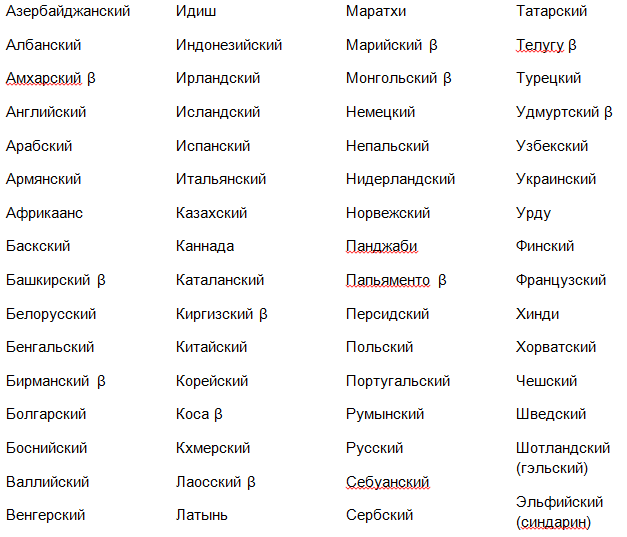 Азербайджанский
Албанский
Амхарский β
Английский
Арабский
Армянский
Африкаанс
Баскский
Башкирский β
Белорусский
Бенгальский
Бирманский β
Болгарский
Боснийский
Валлийский
Венгерский
Идиш
Индонезийский
Ирландский
Исландский
Испанский
Итальянский
Казахский
Каннада
Каталанский
Киргизский β
Китайский
Корейский
Коса β
Кхмерский
Лаосский β
Латынь
Маратхи
Марийский β
Монгольский β
Немецкий
Непальский
Нидерландский
Норвежский
Панджаби
Папьяменто β
Персидский
Польский
Португальский
Румынский
Русский
Себуанский
Сербский
Татарский
Телугу β
Турецкий
Удмуртский β
Узбекский
Украинский
Урду
Финский
Французский
Хинди
Хорватский
Чешский
Шведский
Шотландский
(гэльский)
Эльфийский
(синдарин)